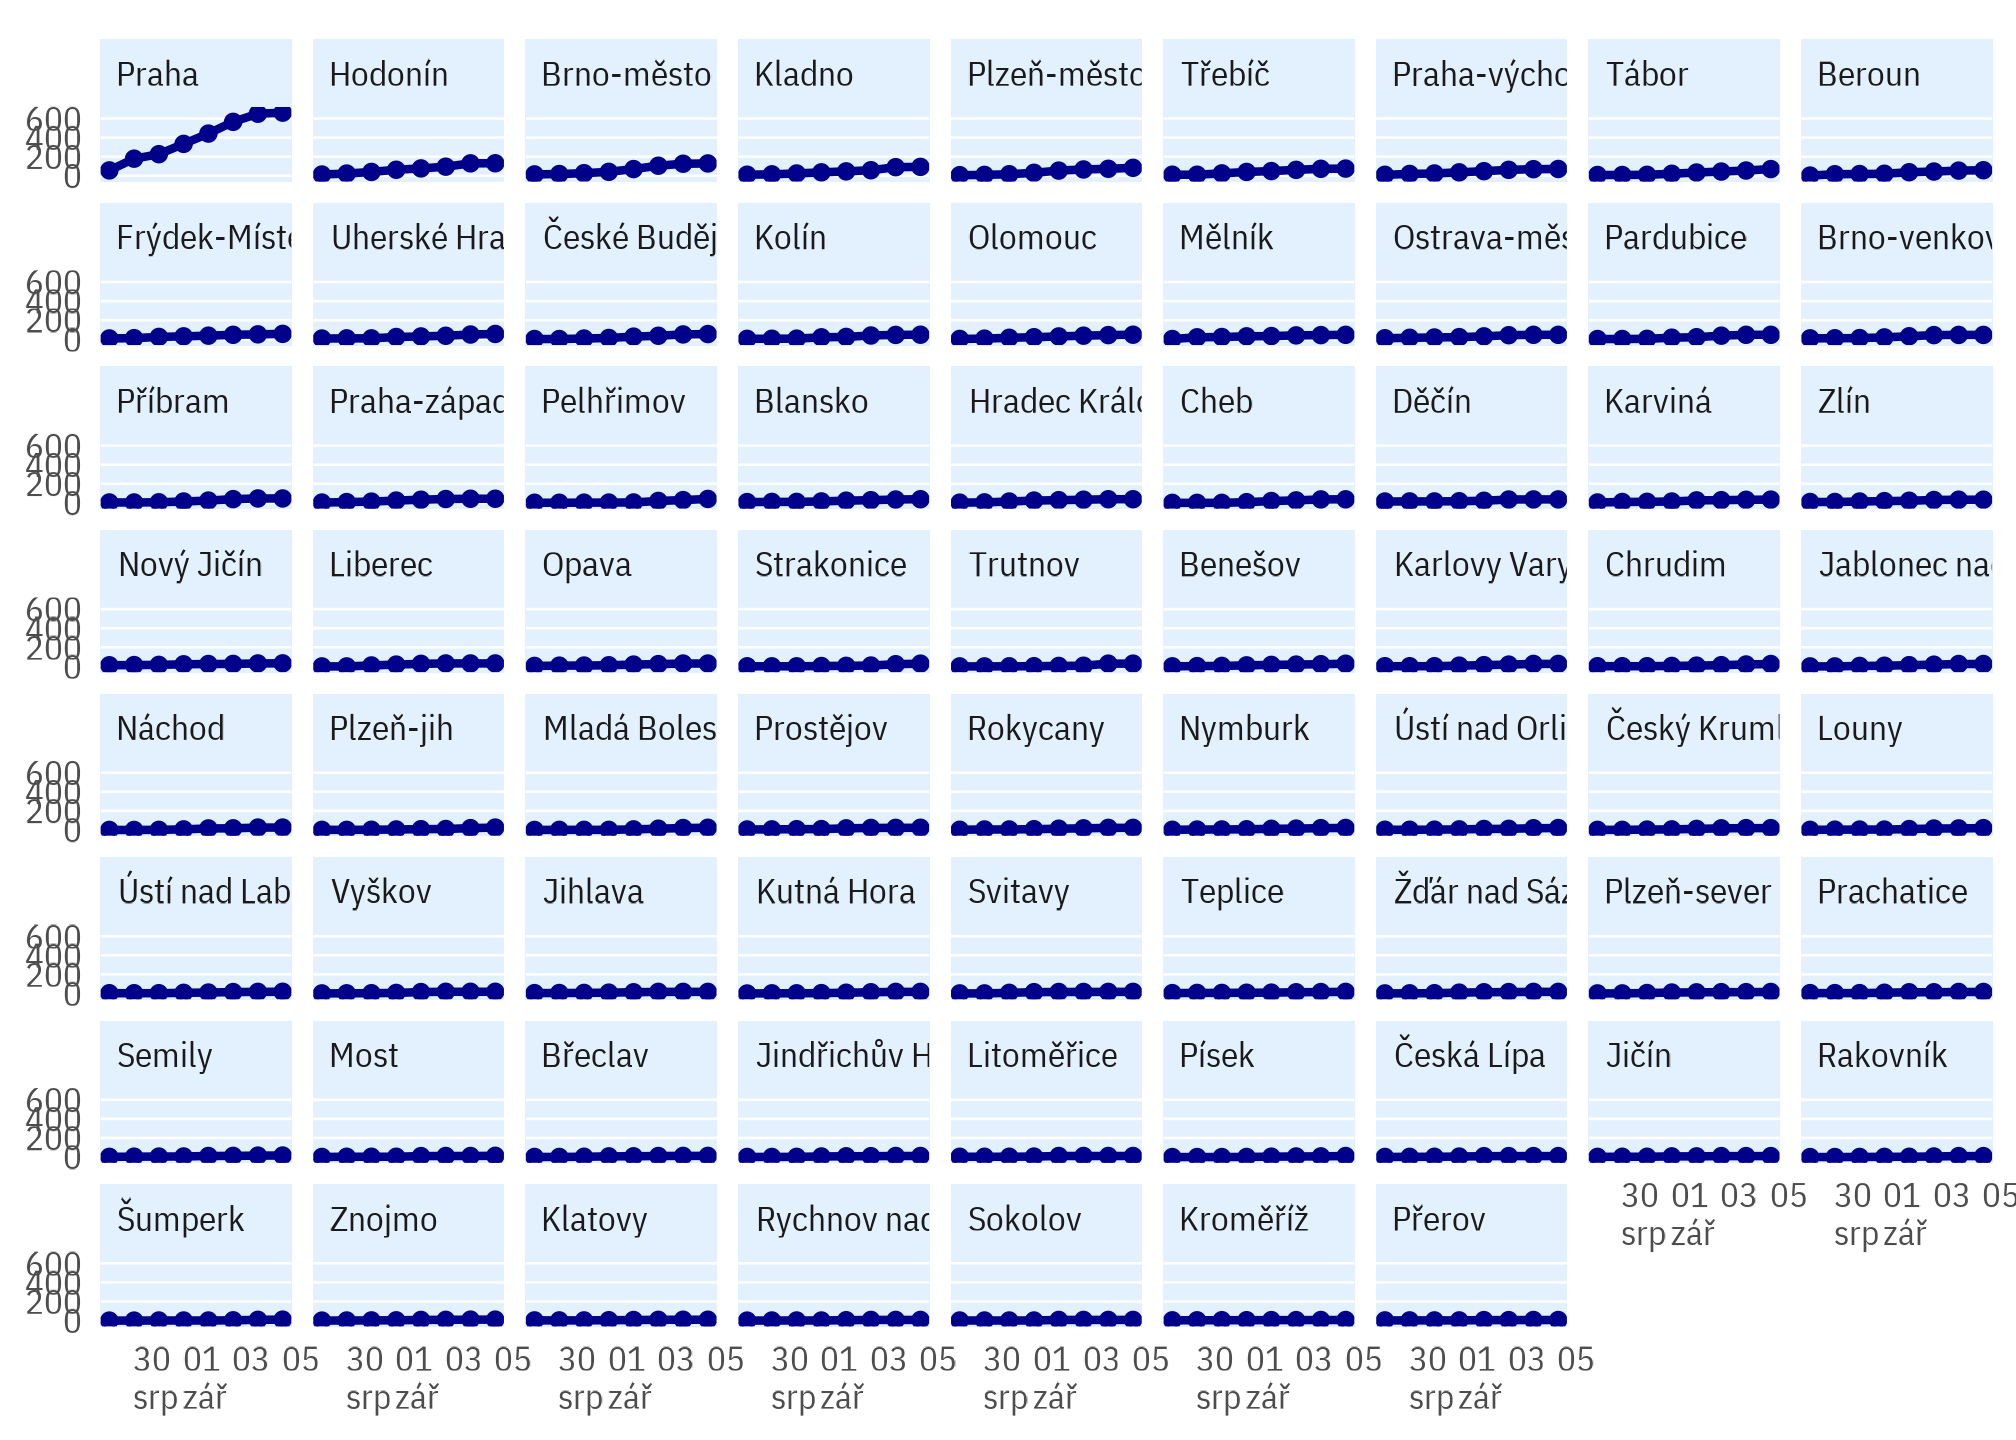 Praha Hodonín Brno-město Kladno Plzeň-město Třebíč Praha-výcho Tábor Beroun
600
400
200
0
Frýdek-Míste Uherské Hra České Buděj Kolín Olomouc Mělník Ostrava-měs Pardubice Brno-venkov
600
400
200
0
Příbram Praha-západ Pelhřimov Blansko Hradec Králo Cheb Děčín Karviná Zlín
600
400
200
0
Nový Jičín Liberec Opava Strakonice Trutnov Benešov Karlovy Vary Chrudim Jablonec nad
600
400
200
0
Náchod Plzeň-jih Mladá Boles Prostějov Rokycany Nymburk Ústí nad Orli Český Kruml Louny
600
400
200
0
Ústí nad Lab Vyškov Jihlava Kutná Hora Svitavy Teplice Žďár nad Sáz Plzeň-sever Prachatice
600
400
200
0
Semily Most Břeclav Jindřichův H Litoměřice Písek Česká Lípa Jičín Rakovník
600
400
200
0
30 01 03 05 30 01 03 05
srp zář srp zář
Šumperk Znojmo Klatovy Rychnov nad Sokolov Kroměříž Přerov
600
400
200
0
30 01 03 05 30 01 03 05 30 01 03 05 30 01 03 05 30 01 03 05 30 01 03 05 30 01 03 05
srp zář srp zář srp zář srp zář srp zář srp zář srp zář